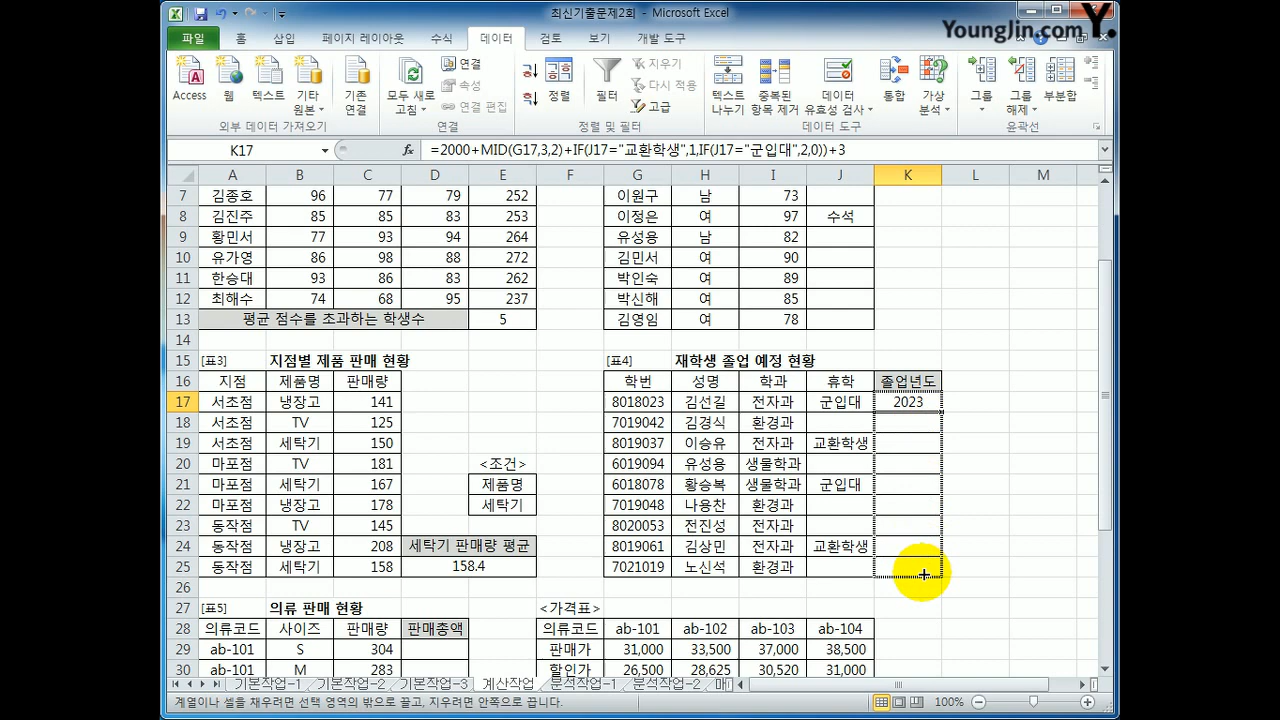 최신기출문제2회 - Microsoft Excel
YoungJin.com Y.
파일 홈 삽입 페이지 레이아웃 수식 데이터 검토 보기 개발 도구
Access 웹 텍스트 기타 원본 기존 연결 모두 새로 고침 연결 속성 연결 편집 정렬 필터 지우기 다시 적용 고급 텍스트 나누기 중복된 항목 제거 데이터 유효성 검사 통합 가상 분석 그룹 그룹 해제 부분합
외부 데이터 가져오기 연결 정렬 및 필터 데이터 도구 윤곽선
K17 fx =2000+MID(G17,3,2)+IF(J17="교환학생",1,IF(J17="군입대",2,0))+3
A B C D E F G H I J K L M
7 김종호 96 77 79 252 이원구 남 73
8 김진주 85 85 83 253 이정은 여 97 수석
9 황민서 77 93 94 264 유성용 남 82
10 유가영 86 98 88 272 김민서 여 90
11 한승대 93 86 83 262 박인숙 여 89
12 최해수 74 68 95 237 박신해 여 85
13 평균 점수를 초과하는 학생수 5 김영임 여 78
14
15 [표3] 지점별 제품 판매 현황 [표4] 재학생 졸업 예정 현황
16 지점 제품명 판매량 학번 성명 학과 휴학 졸업년도
17 서초점 냉장고 141 8018023 김선길 전자과 군입대 2023
18 서초점 TV 125 7019042 김경식 환경과
19 서초점 세탁기 150 8019037 이승유 전자과 교환학생
20 마포점 TV 181 <조건> 6019094 유성용 생물학과
21 마포점 세탁기 167 제품명 6018078 황승복 생물학과 군입대
22 마포점 냉장고 178 세탁기 7019048 나용찬 환경과
23 동작점 TV 145 8020053 전진성 전자과
24 동작점 냉장고 208 세탁기 판매량 평균 8019061 김상민 전자과 교환학생
25 동작점 세탁기 158 158.4 7021019 노신석 환경과
26
27 [표5] 의류 판매 현황 <가격표>
28 의류코드 사이즈 판매량 판매총액 의류코드 ab-101 ab-102 ab-103 ab-104
29 ab-101 S 304 판매가 31,000 33,500 37,000 38,500
30 ab-101 M 283 할인가 26,500 28,625 30,520 31,000
기본작업-1 기본작업-2 기본작업-3 계산작업 분석작업-1 분석작업-2
계열이나 셀을 채우려면 선택 영역의 밖으로 끌고, 지우려면 안쪽으로 끕니다. 100%